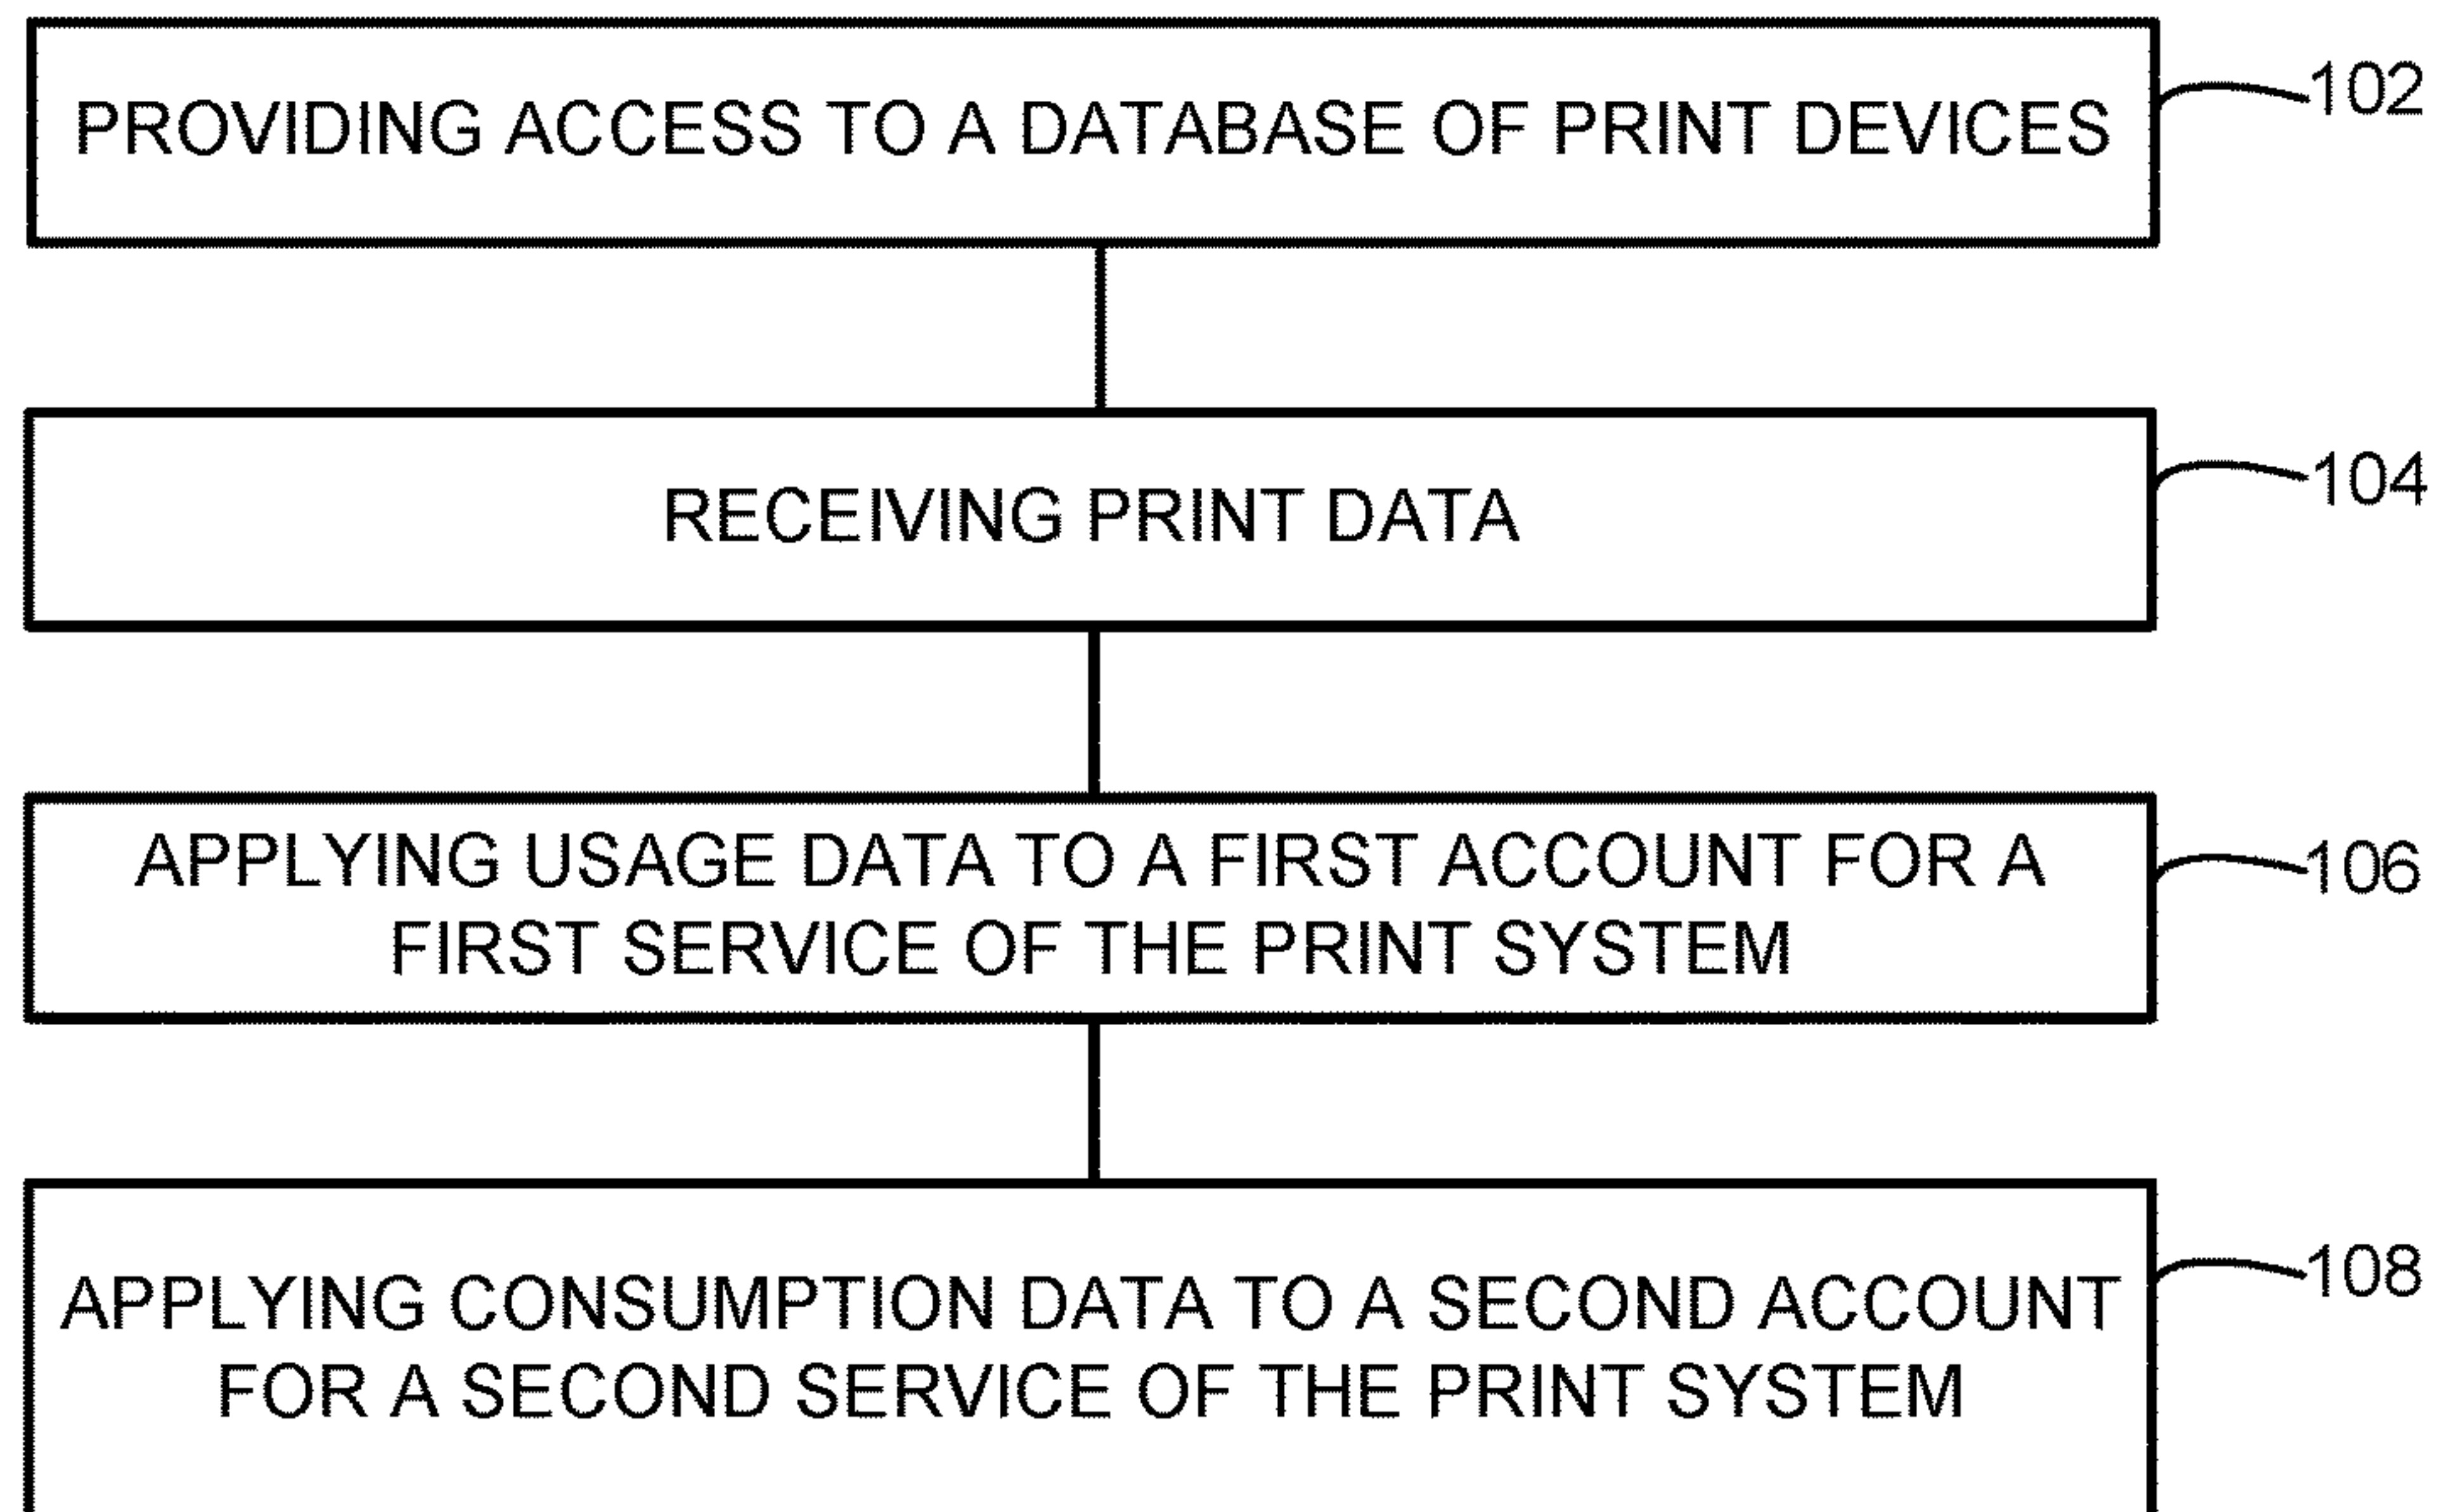 PROVIDING ACCESS TO A DATABASE OF PRINT DEVICES
102
RECEIVING PRINT DATA
104
APPLYING USAGE DATA TO A FIRST ACCOUNT FOR A
FIRST SERVICE OF THE PRINT SYSTEM
106
APPLYING CONSUMPTION DATA TO A SECOND ACCOUNT
FOR A SECOND SERVICE OF THE PRINT SYSTEM
108